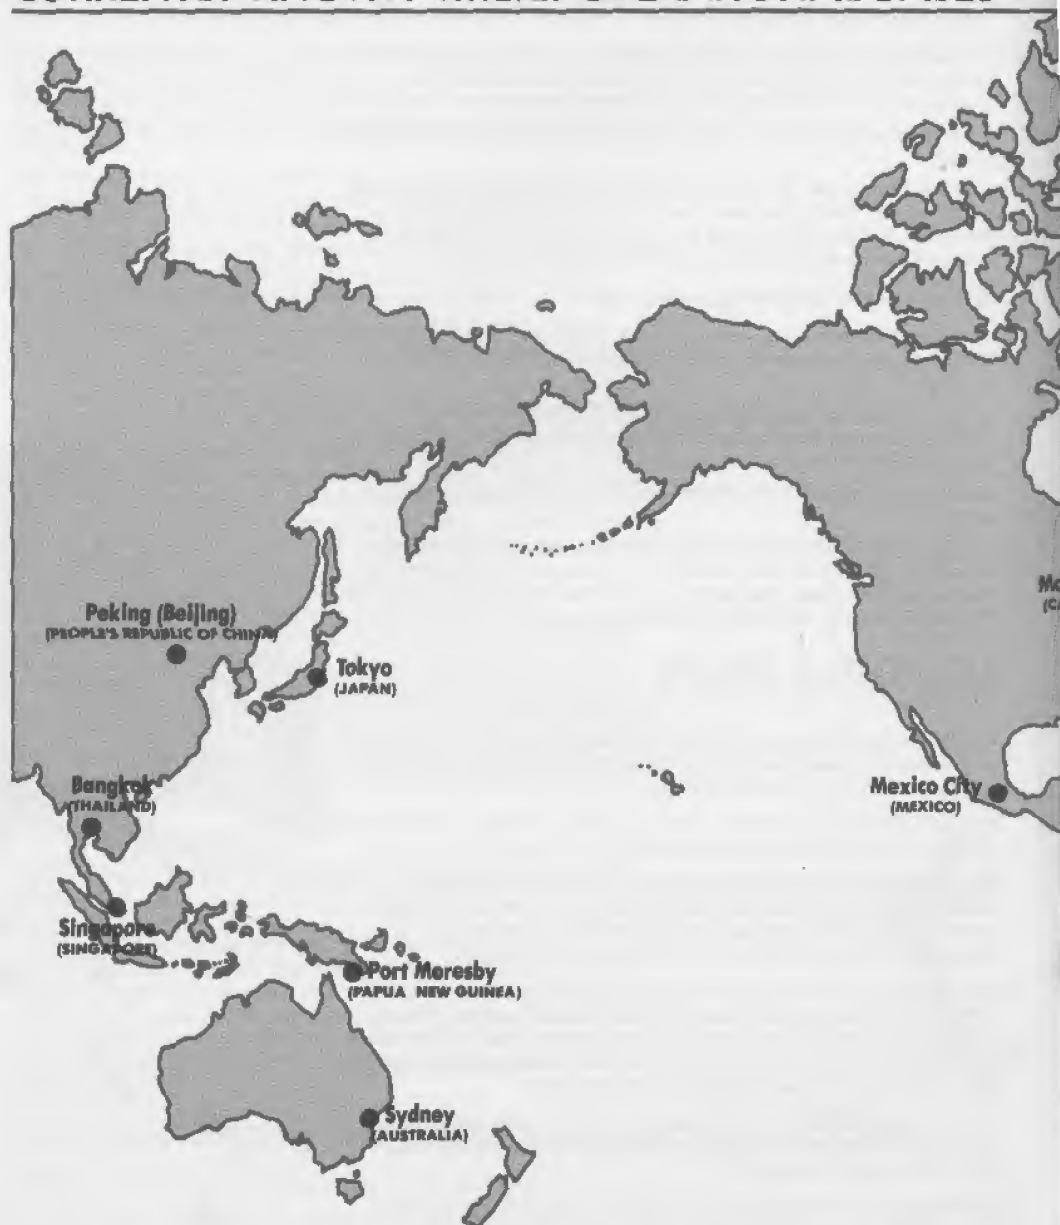 Peking (Beijing)
(PEOPLE'S REPUBLIC OF CHINA)
Tokyo
(JAPAN)
Bangkok
(THAILAND)
Mexico City
(MEXICO)
Singapore
(SINGAPORE)
Port Moresby
(PAPUA NEW GUINEA)
Sydney
(AUSTRALIA)